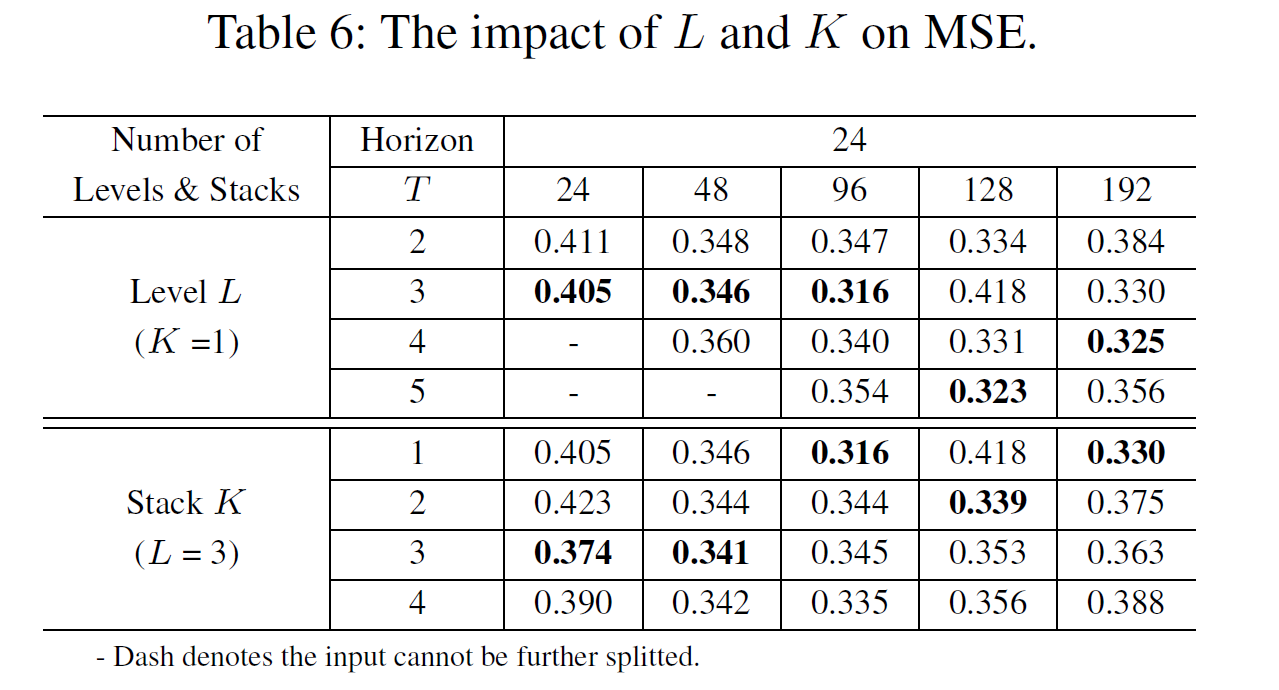 Table 6: The impact of L and K on MSE.
Number of Levels & Stacks Horizon 24
T 24 48 96 128 192
Level L (K =1) 2 0.411 0.348 0.347 0.334 0.384
3 0.405 0.346 0.316 0.418 0.330
4 - 0.360 0.340 0.331 0.325
5 - - 0.354 0.323 0.356
Stack K (L = 3) 1 0.405 0.346 0.316 0.418 0.330
2 0.423 0.344 0.344 0.339 0.375
3 0.374 0.341 0.345 0.353 0.363
4 0.390 0.342 0.335 0.356 0.388
- Dash denotes the input cannot be further splitted.